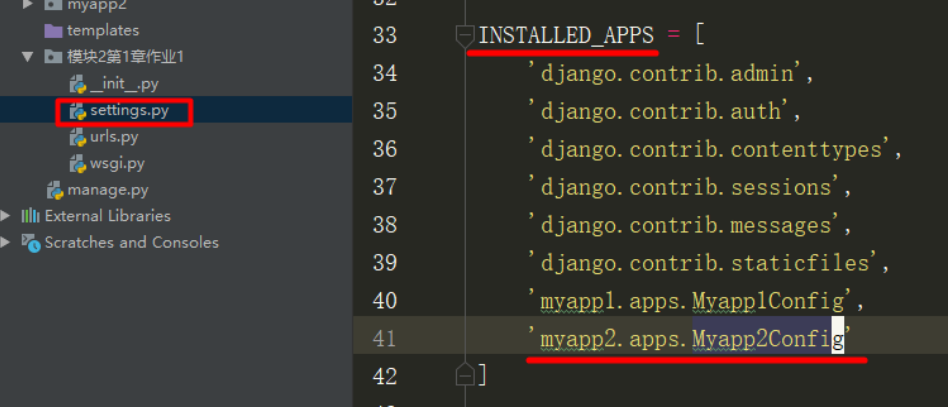 myapp2
templates
模块2第1章作业1
__init__.py
settings.py
urls.py
wsgi.py
manage.py
External Libraries
Scratches and Consoles
32
33 INSTALLED_APPS = [
34 'django.contrib.admin',
35 'django.contrib.auth',
36 'django.contrib.contenttypes',
37 'django.contrib.sessions',
38 'django.contrib.messages',
39 'django.contrib.staticfiles',
40 'myapp1.apps.Myapp1Config',
41 'myapp2.apps.Myapp2Config'
42 ]